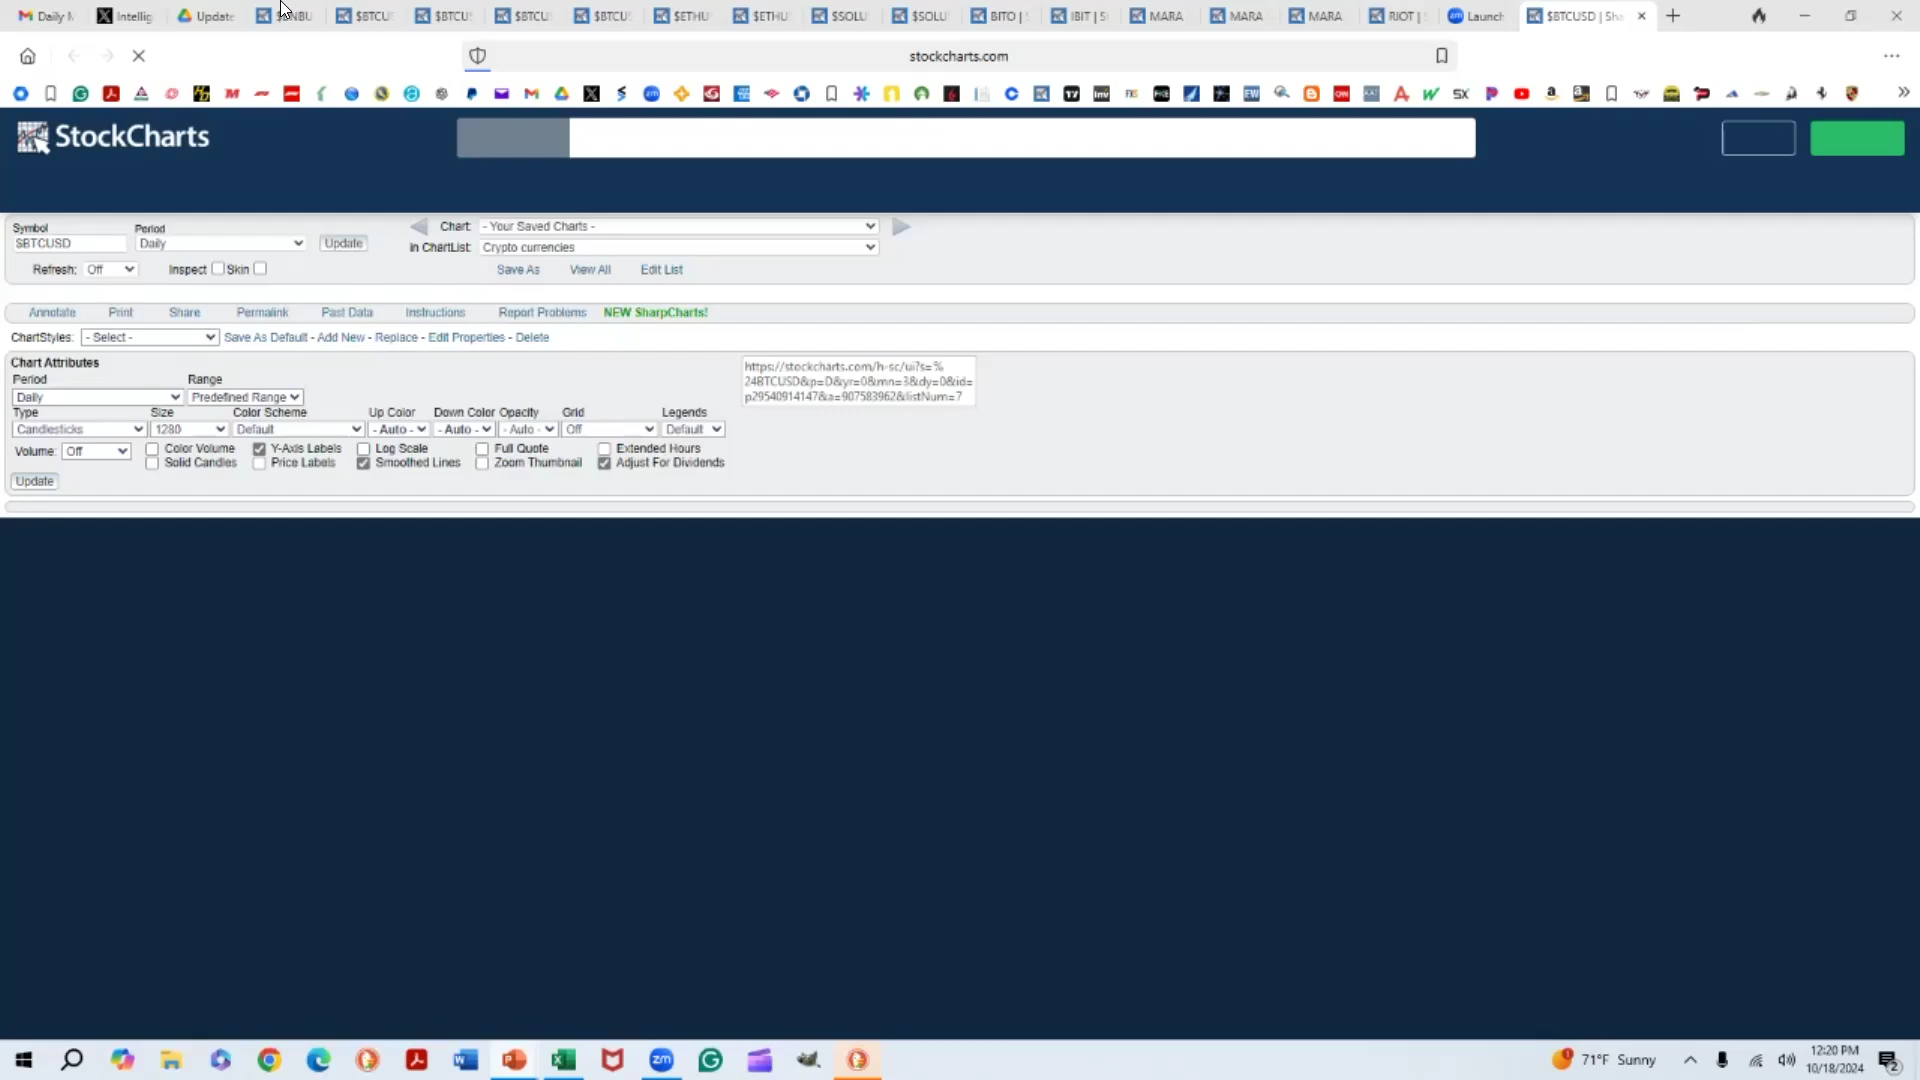 Daily M
Intellig
Update
$NBU
$BTCU
$BTCU
$BTCU
$BTCU
$ETHU
$ETHU
$SOLU
$SOLU
BITO | :
IBIT | S
MARA
MARA
MARA
RIOT |
Launch
$BTCUSD | Sha
stockcharts.com
StockCharts
Symbol
Period
$BTCUSD
Daily
Update
Chart:
- Your Saved Charts -
in ChartList:
Crypto currencies
Refresh:
Off
Inspect
Skin
Save As
View All
Edit List
Annotate
Print
Share
Permalink
Past Data
Instructions
Report Problems
NEW SharpCharts!
ChartStyles:
- Select -
Save As Default - Add New - Replace - Edit Properties - Delete
Chart Attributes
Period
Range
Daily
Predefined Range
Type
Size
Color Scheme
Up Color
Down Color
Opacity
Grid
Legends
Candlesticks
1280
Default
- Auto -
- Auto -
- Auto -
Off
Default
Volume:
Off
Color Volume
Y-Axis Labels
Log Scale
Full Quote
Extended Hours
Solid Candles
Price Labels
Smoothed Lines
Zoom Thumbnail
Adjust For Dividends
Update
https://stockcharts.com/h-sc/ui?s=%
24BTCUSD&p=D&yr=0&mn=3&dy=0&id=
p29540914147&a=907583962&listNum=7
71°F Sunny
12:20 PM
10/18/2024